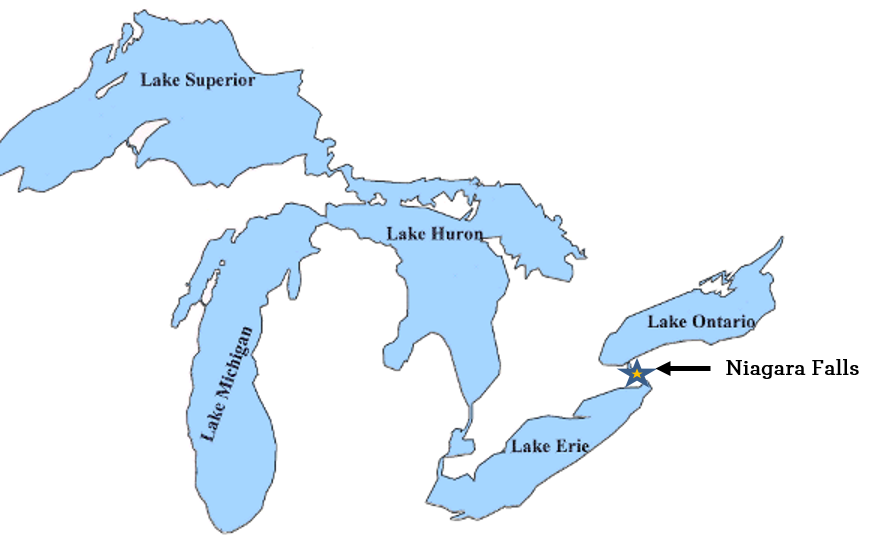 Lake Superior
Lake Huron
Lake Ontario
Niagara Falls
Lake Michigan
Lake Erie